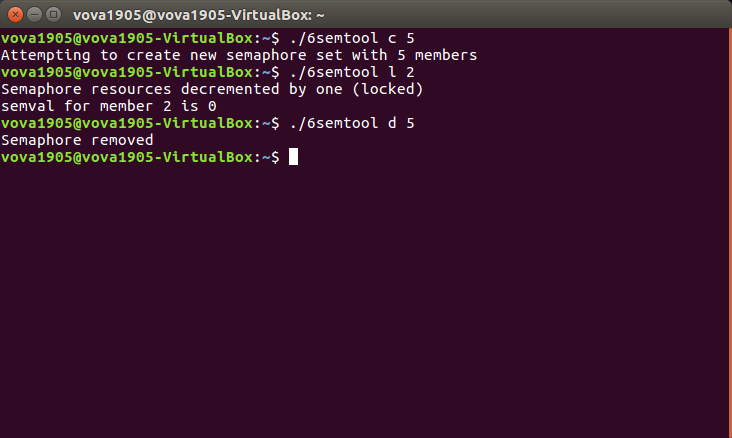 vova1905@vova1905-VirtualBox: ~
vova1905@vova1905-VirtualBox:~$ ./6semtool c 5
Attempting to create new semaphore set with 5 members
vova1905@vova1905-VirtualBox:~$ ./6semtool l 2
Semaphore resources decremented by one (locked)
semval for member 2 is 0
vova1905@vova1905-VirtualBox:~$ ./6semtool d 5
Semaphore removed
vova1905@vova1905-VirtualBox:~$